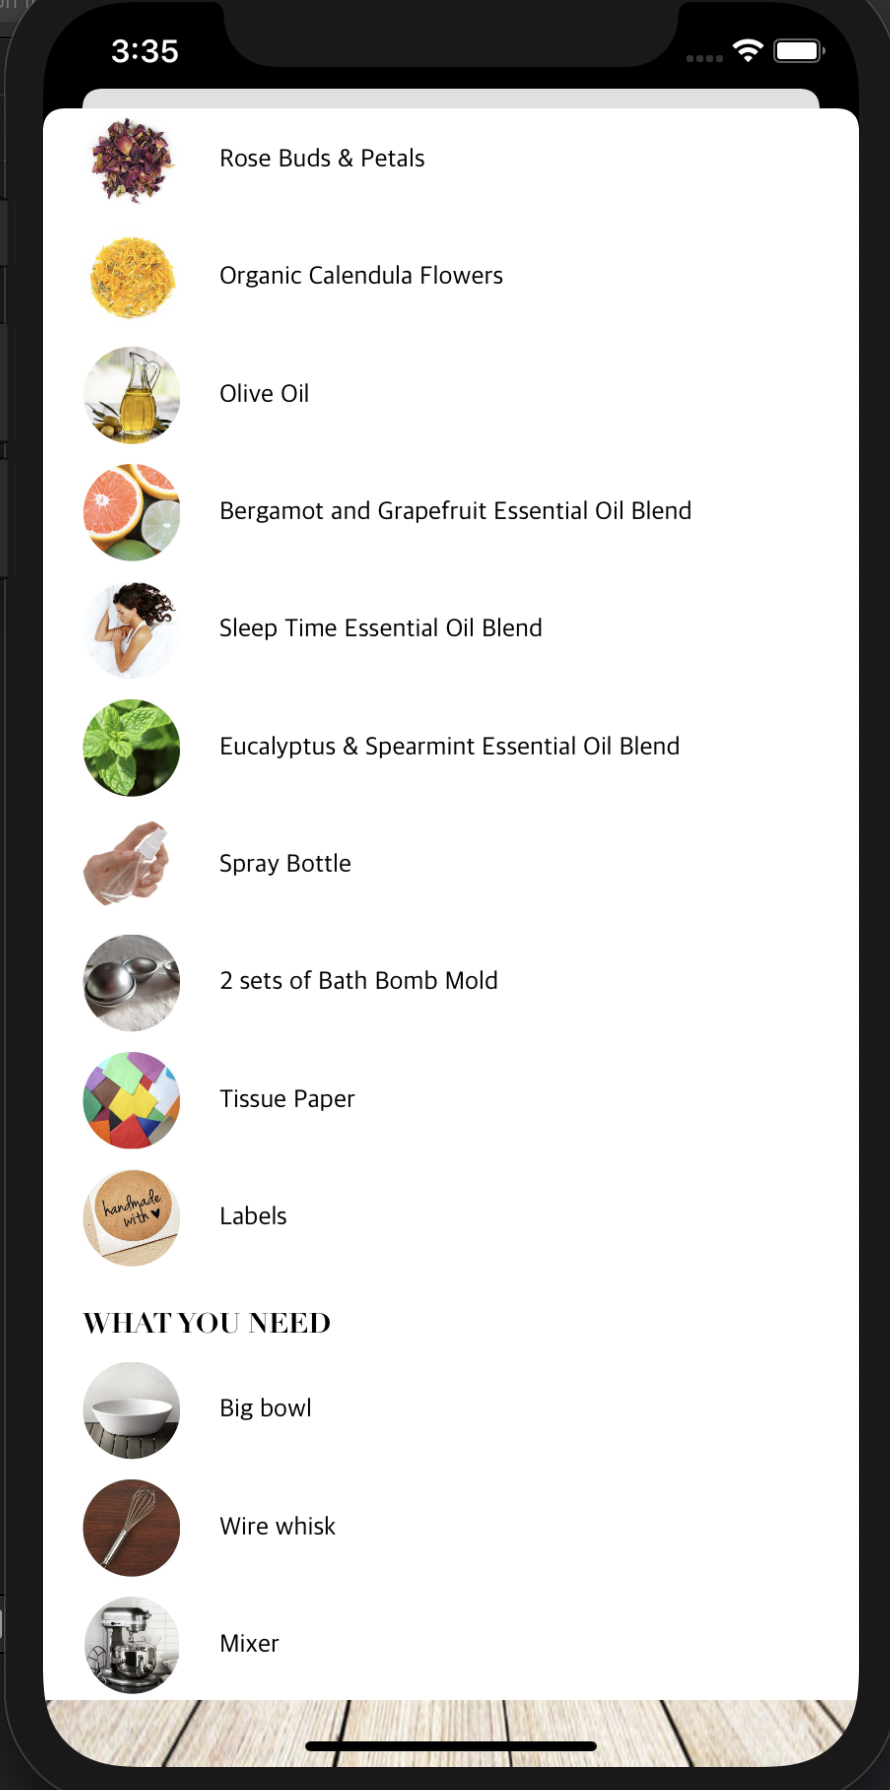 3:35
Rose Buds & Petals
Organic Calendula Flowers
Olive Oil
Bergamot and Grapefruit Essential Oil Blend
Sleep Time Essential Oil Blend
Eucalyptus & Spearmint Essential Oil Blend
Spray Bottle
2 sets of Bath Bomb Mold
Tissue Paper
handmade
with
Labels
WHAT YOU NEED
Big bowl
Wire whisk
Mixer